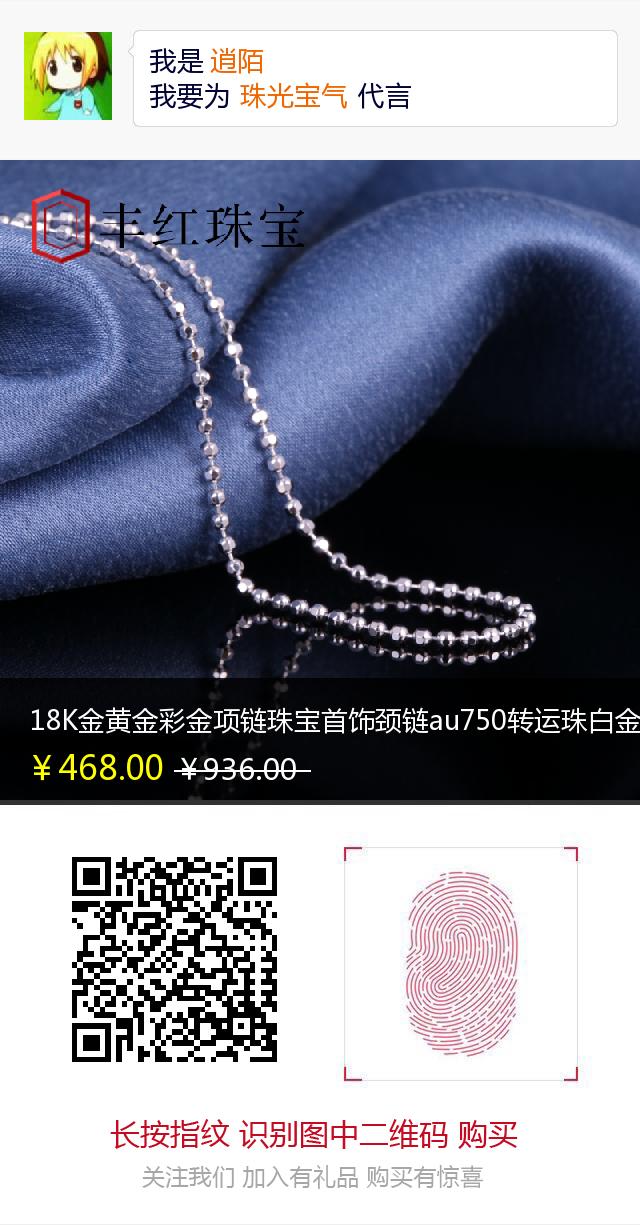 我是 逍陌
我要为 珠光宝气 代言
丰红珠宝
18K金黄金彩金项链珠宝首饰颈链au750转运珠白金
￥468.00 ￥936.00
长按指纹 识别图中二维码 购买
关注我们 加入有礼品 购买有惊喜